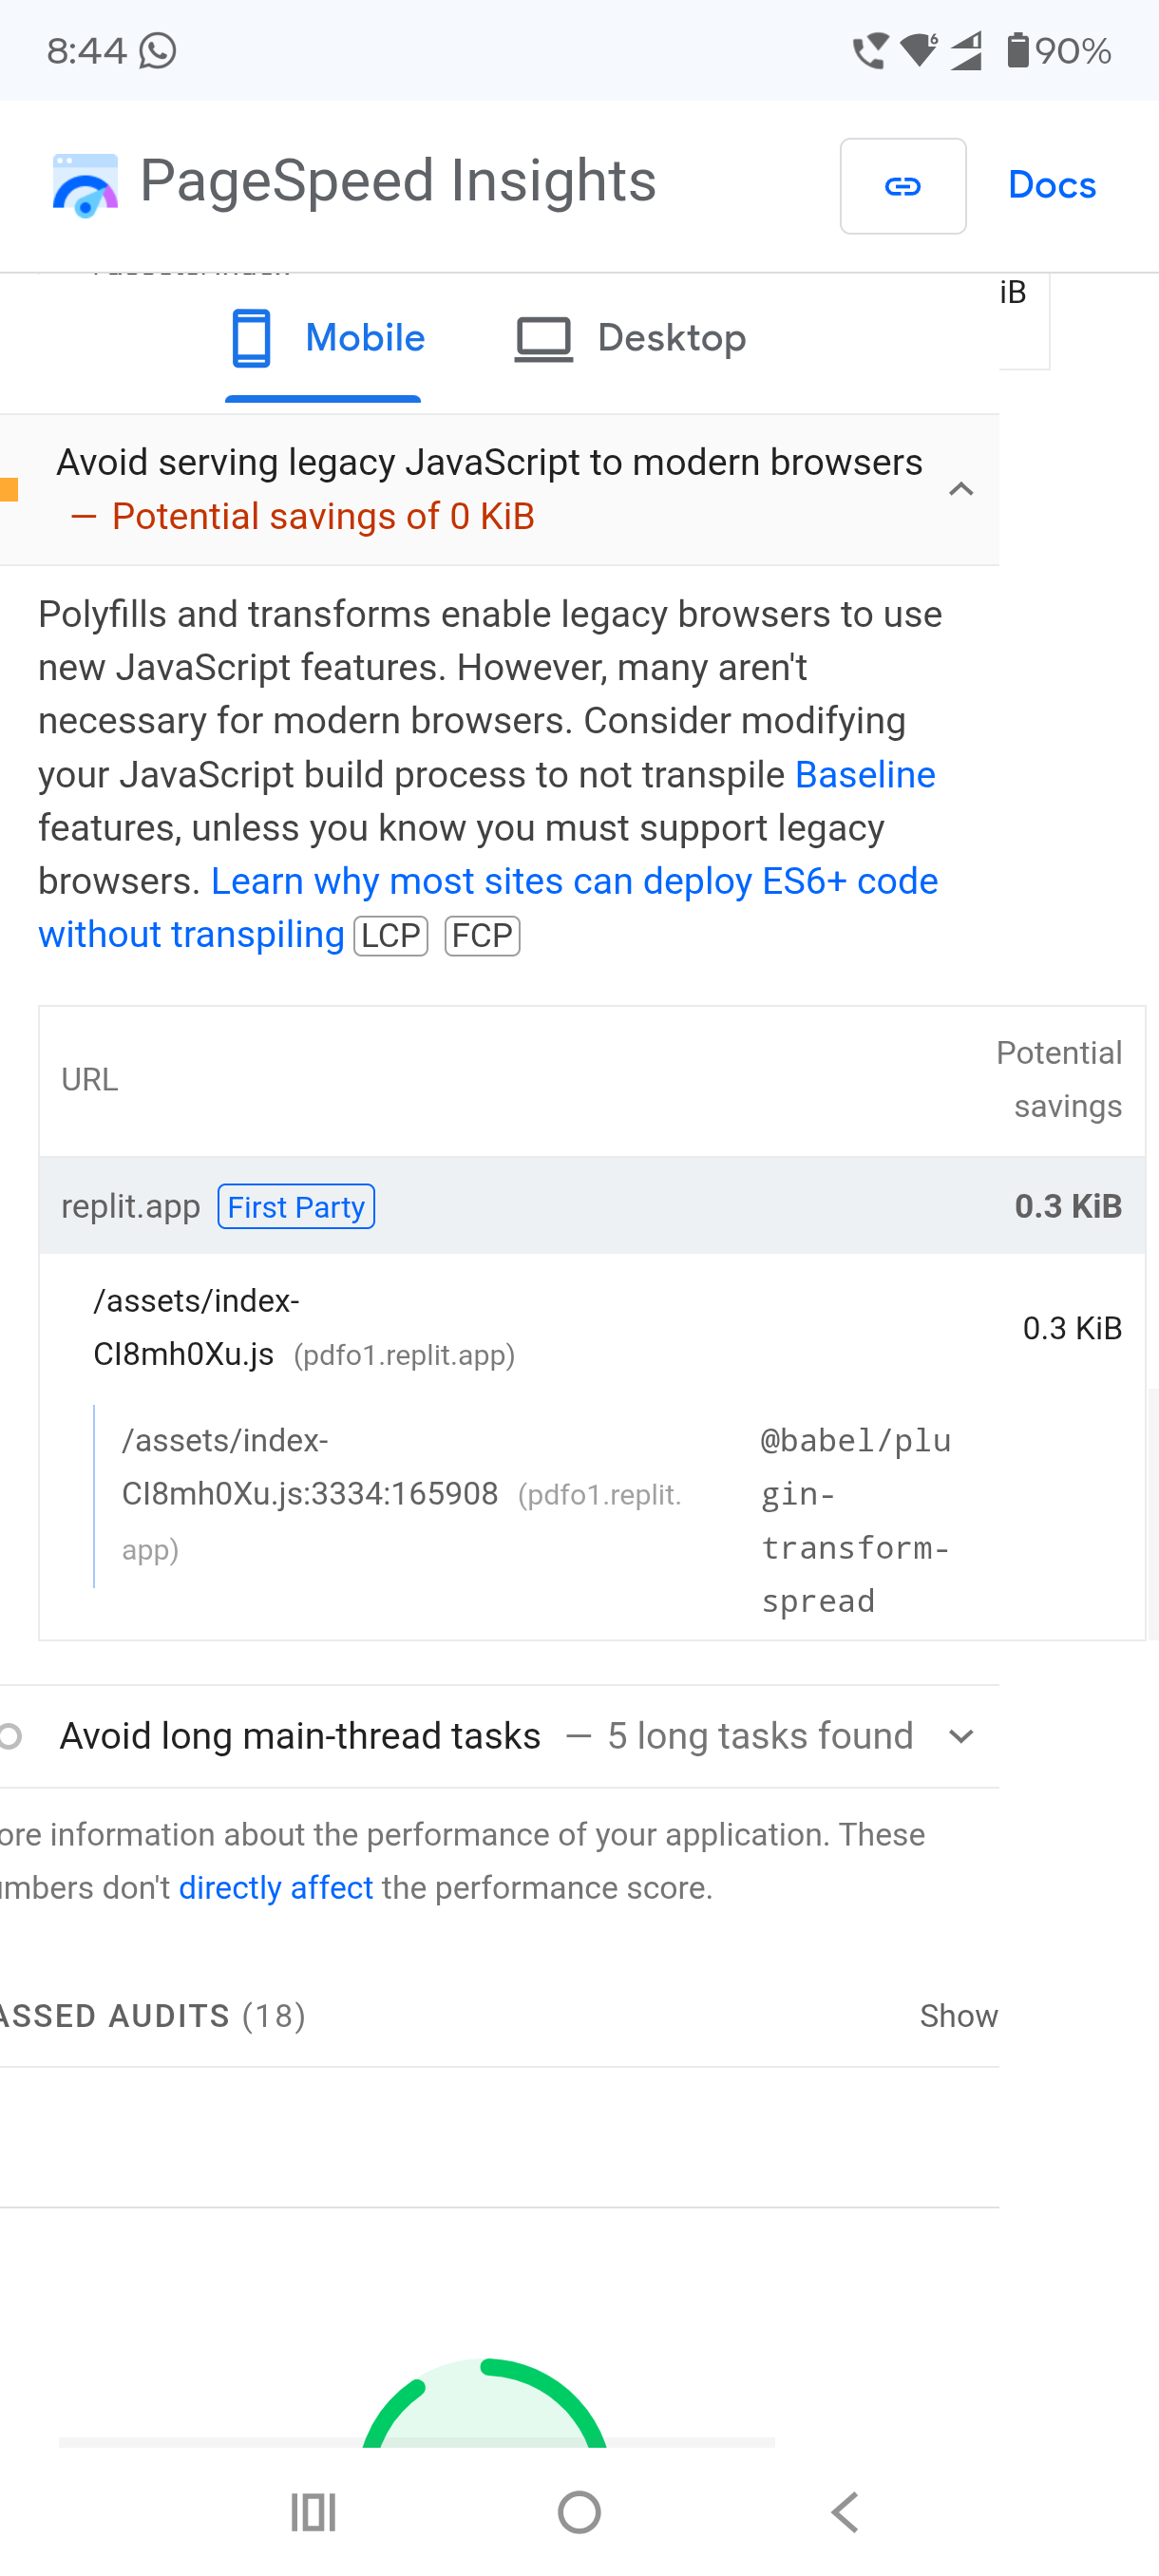 8:44
6
90%
PageSpeed Insights
Docs
iB
Mobile
Desktop
Avoid serving legacy JavaScript to modern browsers
— Potential savings of 0 KiB
Polyfills and transforms enable legacy browsers to use
new JavaScript features. However, many aren't
necessary for modern browsers. Consider modifying
your JavaScript build process to not transpile Baseline
features, unless you know you must support legacy
browsers. Learn why most sites can deploy ES6+ code
without transpiling LCP FCP
URL
Potential
savings
replit.app First Party
0.3 KiB
/assets/index-
CI8mh0Xu.js (pdfo1.replit.app)
0.3 KiB
/assets/index-
CI8mh0Xu.js:3334:165908 (pdfo1.replit.
app)
@babel/plu
gin-
transform-
spread
Avoid long main-thread tasks — 5 long tasks found
ore information about the performance of your application. These
umbers don't directly affect the performance score.
ASSED AUDITS (18)
Show